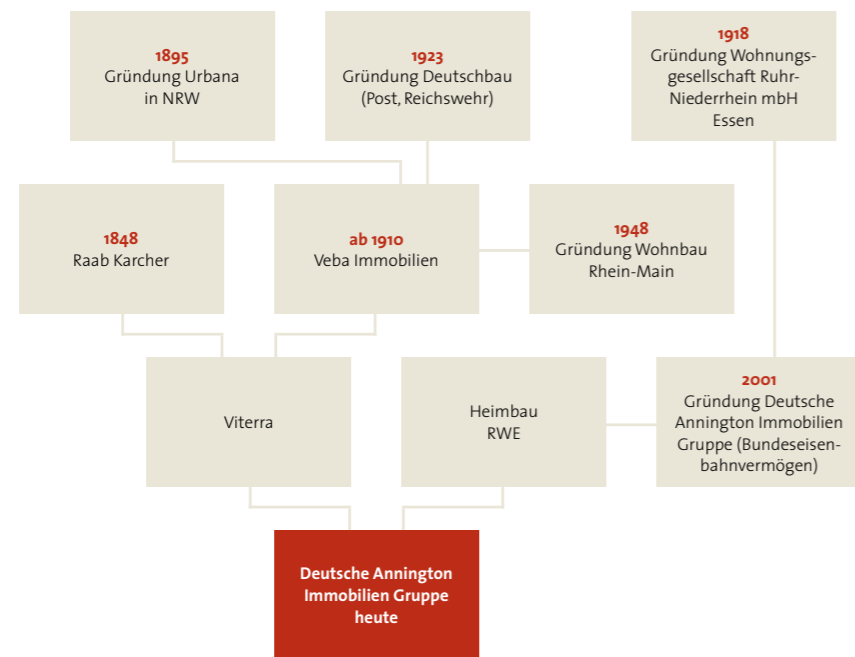 1895
Gründung Urbana
in NRW
1923
Gründung Deutschbau
(Post, Reichswehr)
1918
Gründung Wohnungs-
gesellschaft Ruhr-
Niederrhein mbH
Essen
1848
Raab Karcher
ab 1910
Veba Immobilien
1948
Gründung Wohnbau
Rhein-Main
Viterra
Heimbau
RWE
2001
Gründung Deutsche
Annington Immobilien
Gruppe (Bundeseisen-
bahnvermögen)
Deutsche Annington
Immobilien Gruppe
heute